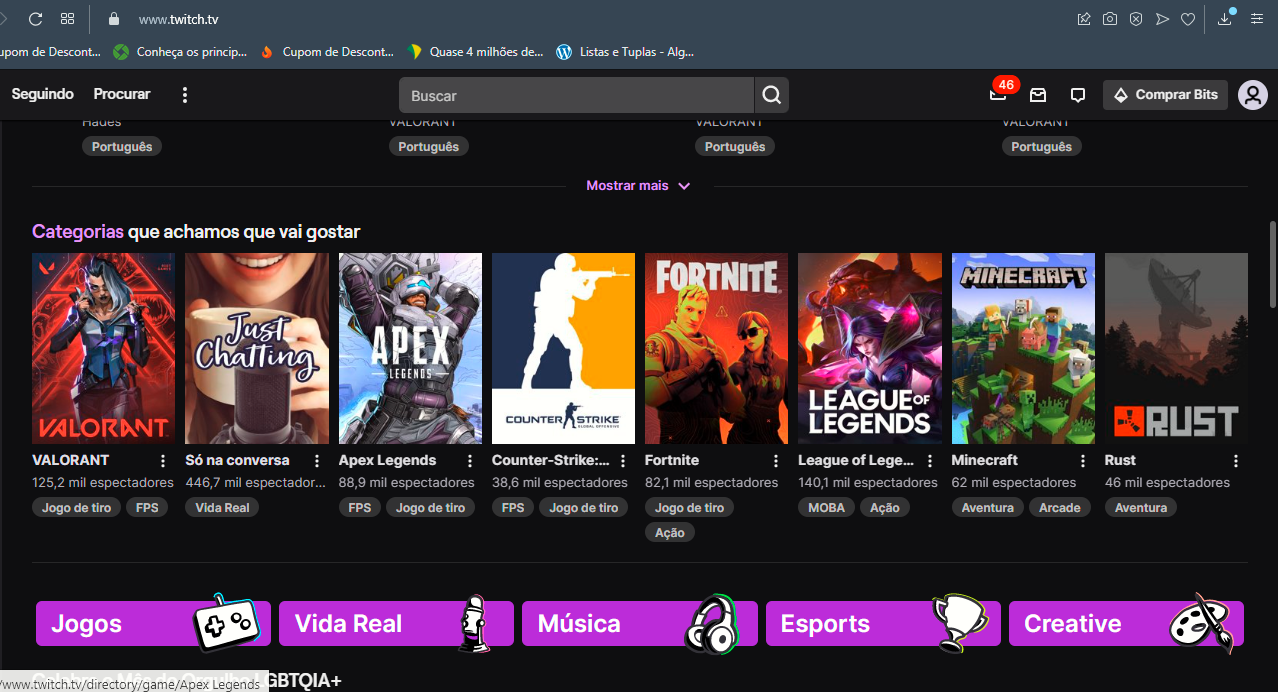 www.twitch.tv
upom de Descont...
Conheça os princip...
Cupom de Descont...
Quase 4 milhões de...
Listas e Tuplas - Alg...
Seguindo
Procurar
Buscar
46
Comprar Bits
Hades
VALORANT
VALORANT
VALORANT
Português
Português
Português
Português
Mostrar mais
Categorias que achamos que vai gostar
VALORANT
Just
Chatting
APEX
LEGENDS
COUNTER STRIKE
GLOBAL OFFENSIVE
FORTNITE
LEAGUE OF
LEGENDS
MINECRAFT
RUST
VALORANT
125,2 mil espectadores
Jogo de tiro
FPS
Só na conversa
446,7 mil espectador...
Vida Real
Apex Legends
88,9 mil espectadores
FPS
Jogo de tiro
Counter-Strike:...
38,6 mil espectadores
FPS
Jogo de tiro
Fortnite
82,1 mil espectadores
Jogo de tiro
Ação
League of Lege...
140,1 mil espectadores
MOBA
Ação
Minecraft
62 mil espectadores
Aventura
Arcade
Rust
46 mil espectadores
Aventura
Jogos
Vida Real
Música
Esports
Creative
Celebre o Mês do Orgulho LGBTQIA+
/www.twitch.tv/directory/game/Apex Legends